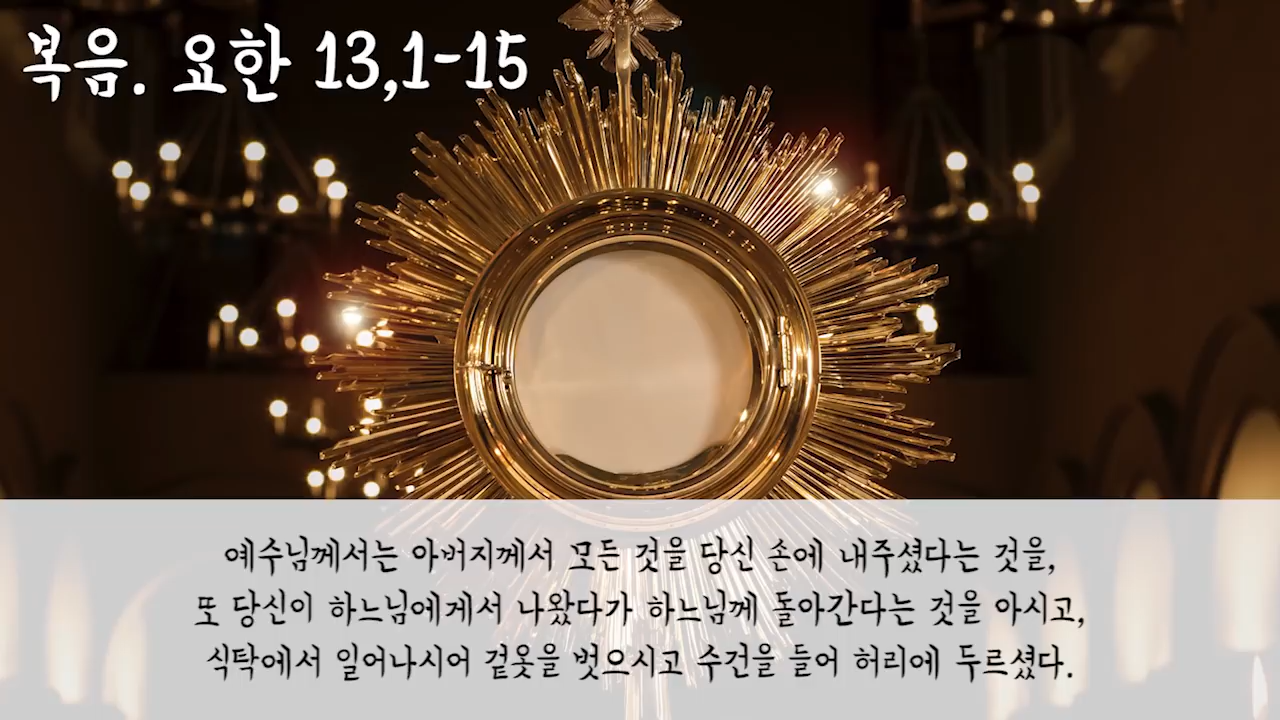 복음. 요한 13,1-15
예수님께서는 아버지께서 모든 것을 당신 손에 내주셨다는 것을,
또 당신이 하느님에게서 나왔다가 하느님께 돌아간다는 것을 아시고,
식탁에서 일어나시어 겉옷을 벗으시고 수건을 들어 허리에 두르셨다.